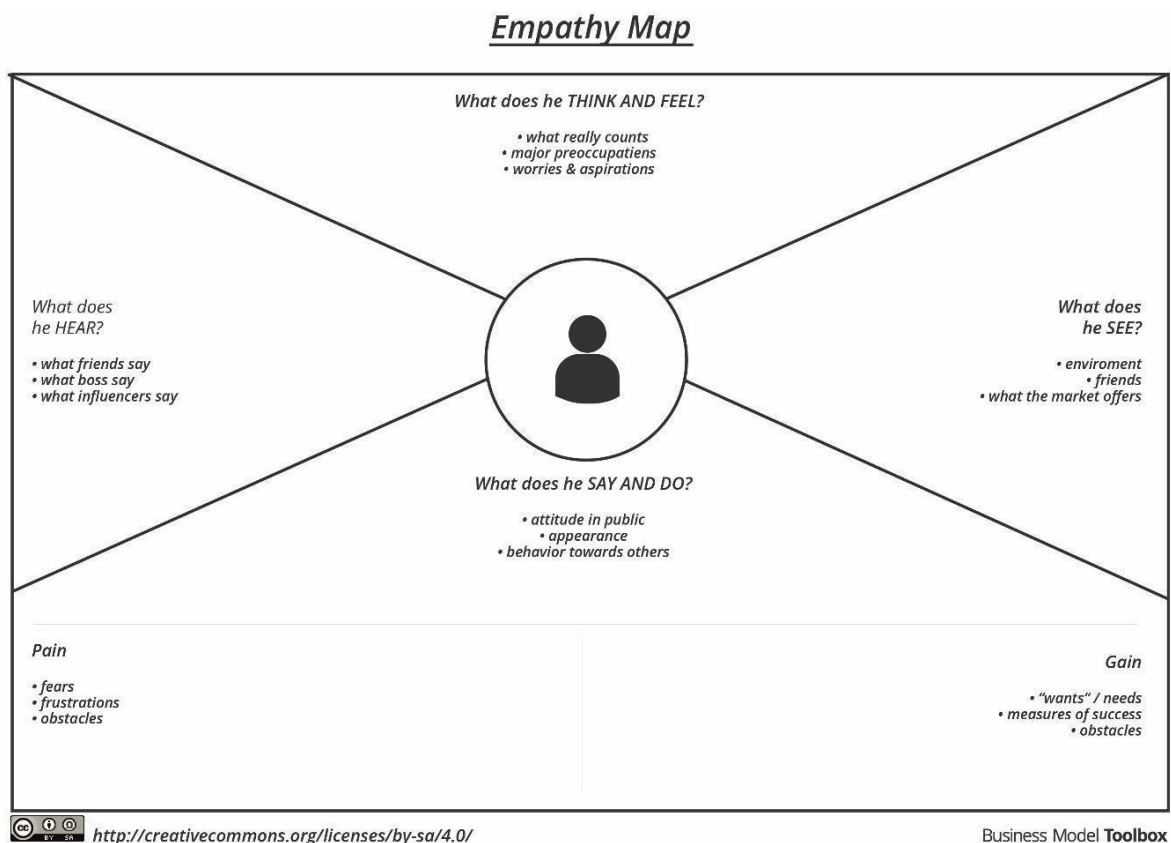 Empathy Map
What does he THINK AND FEEL?
• what really counts
• major preoccupatiens
• worries & aspirations
What does
he HEAR?
• what friends say
• what boss say
• what influencers say
What does
he SEE?
• enviroment
• friends
• what the market offers
What does he SAY AND DO?
• attitude in public
• appearance
• behavior towards others
Pain
• fears
• frustrations
• obstacles
Gain
• “wants“ / needs
• measures of success
• obstacles
cc BY SA http://creativecommons.org/licenses/by-sa/4.0/
Business Model Toolbox